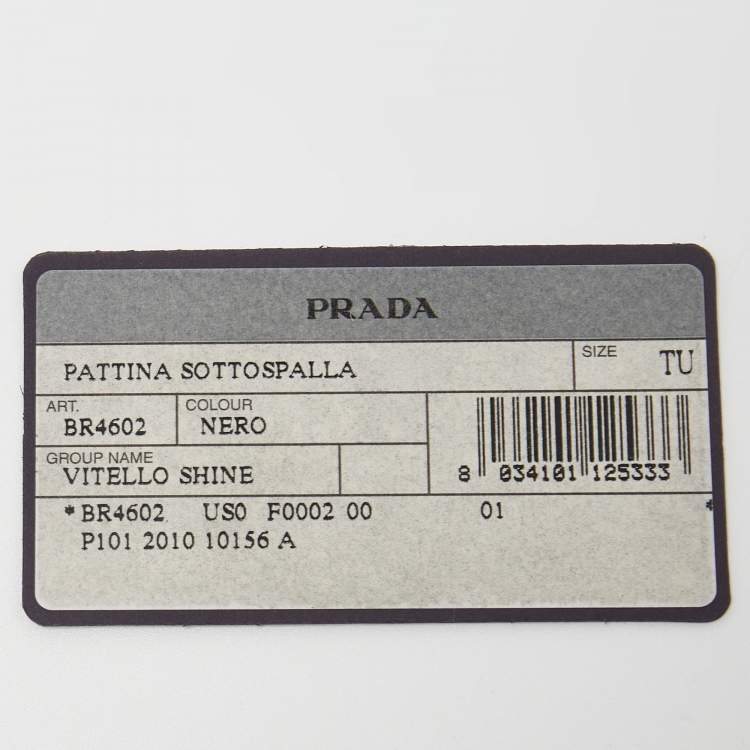 PRADA
PATTINA SOTTOSPALLA
SIZE TU
ART. BR4602
COLOUR NERO
GROUP NAME
VITELLO SHINE
8 034101 125333
*BR4602 US0 F0002 00 01 *
P101 2010 10156 A